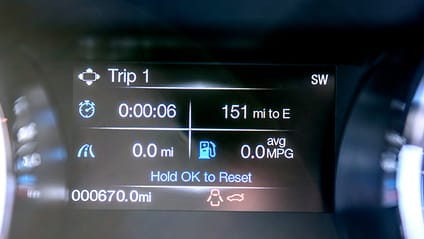 Trip 1
SW
0:00:06 151 mi to E
0.0 mi 0.0 avg MPG
Hold OK to Reset
000670.0mi